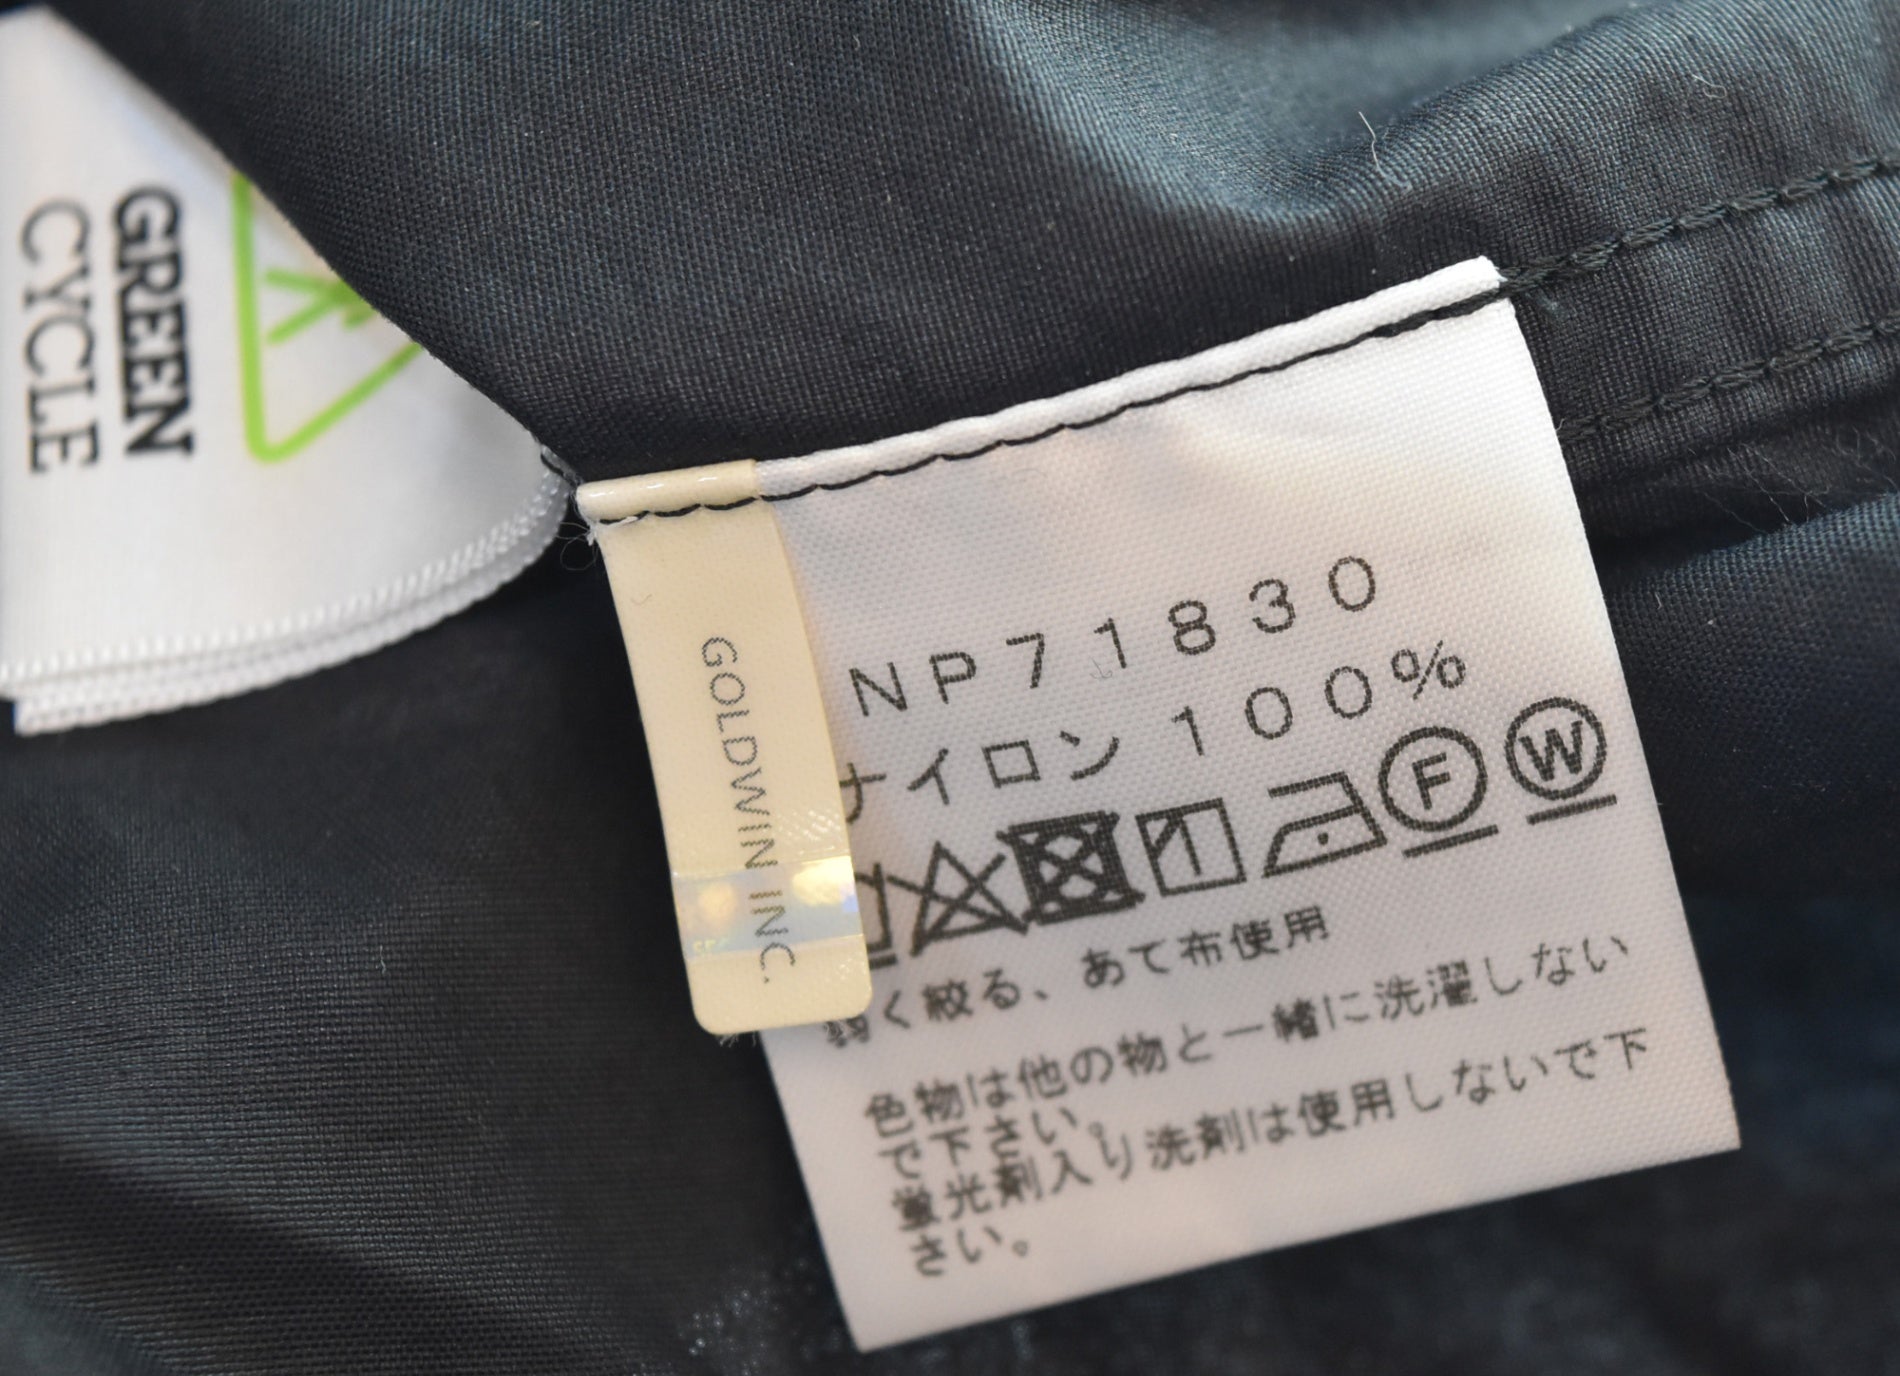 GREEN
CYCLE
GOLDWIN INC.
NP71830
ナイロン100%
F W
弱く絞る、あて布使用
色物は他の物と一緒に洗濯しない
で下さい。
蛍光剤入り洗剤は使用しないで下
さい。